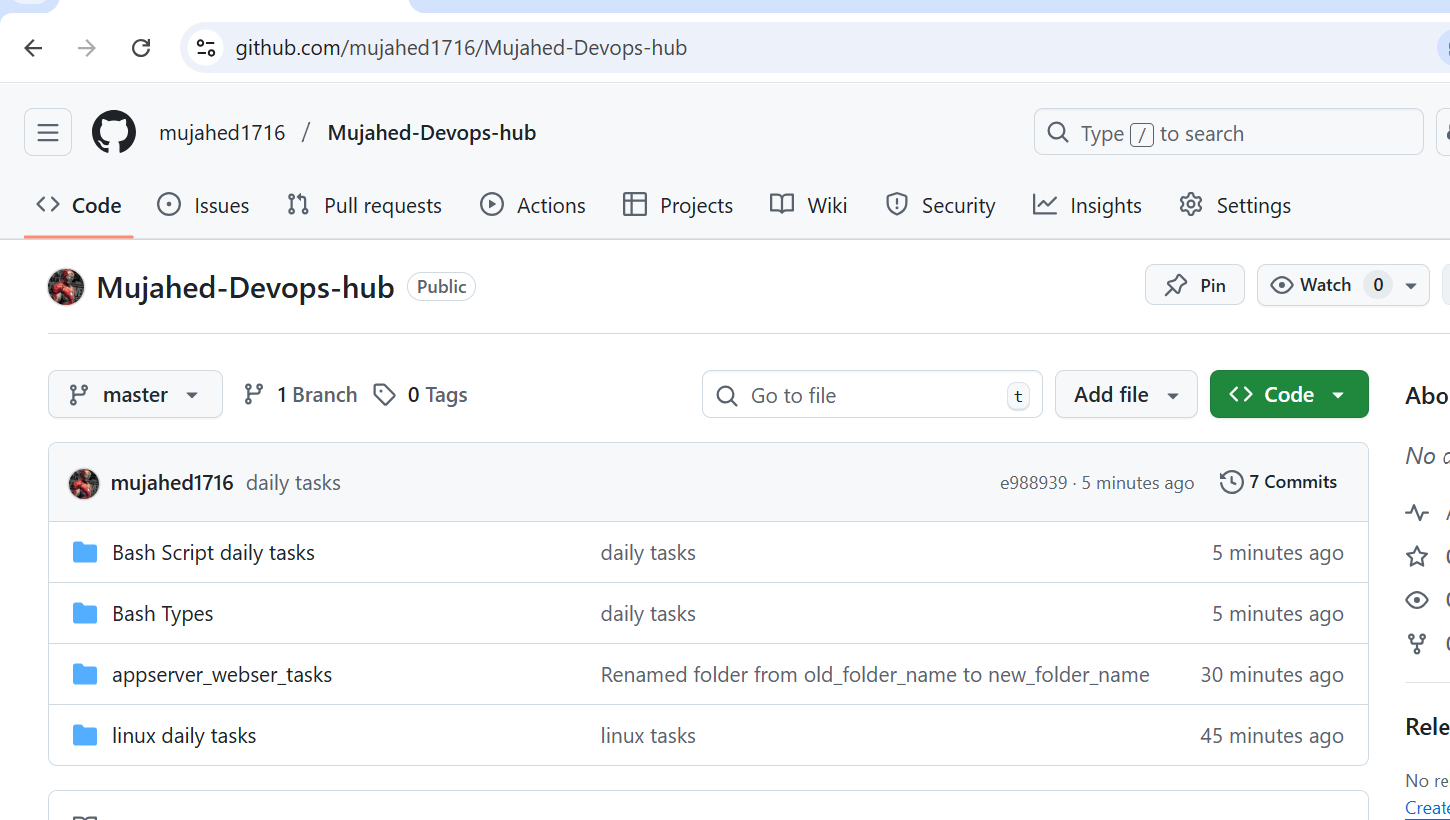 github.com/mujahed1716/Mujahed-Devops-hub
mujahed1716 / Mujahed-Devops-hub
Type / to search
Code Issues Pull requests Actions Projects Wiki Security Insights Settings
Mujahed-Devops-hub Public
Pin Watch 0
master 1 Branch 0 Tags Go to file t Add file Code
Abo
No
mujahed1716 daily tasks e988939 · 5 minutes ago 7 Commits
Bash Script daily tasks daily tasks 5 minutes ago
Bash Types daily tasks 5 minutes ago
appserver_webser_tasks Renamed folder from old_folder_name to new_folder_name 30 minutes ago
linux daily tasks linux tasks 45 minutes ago
Rele
No re
Create